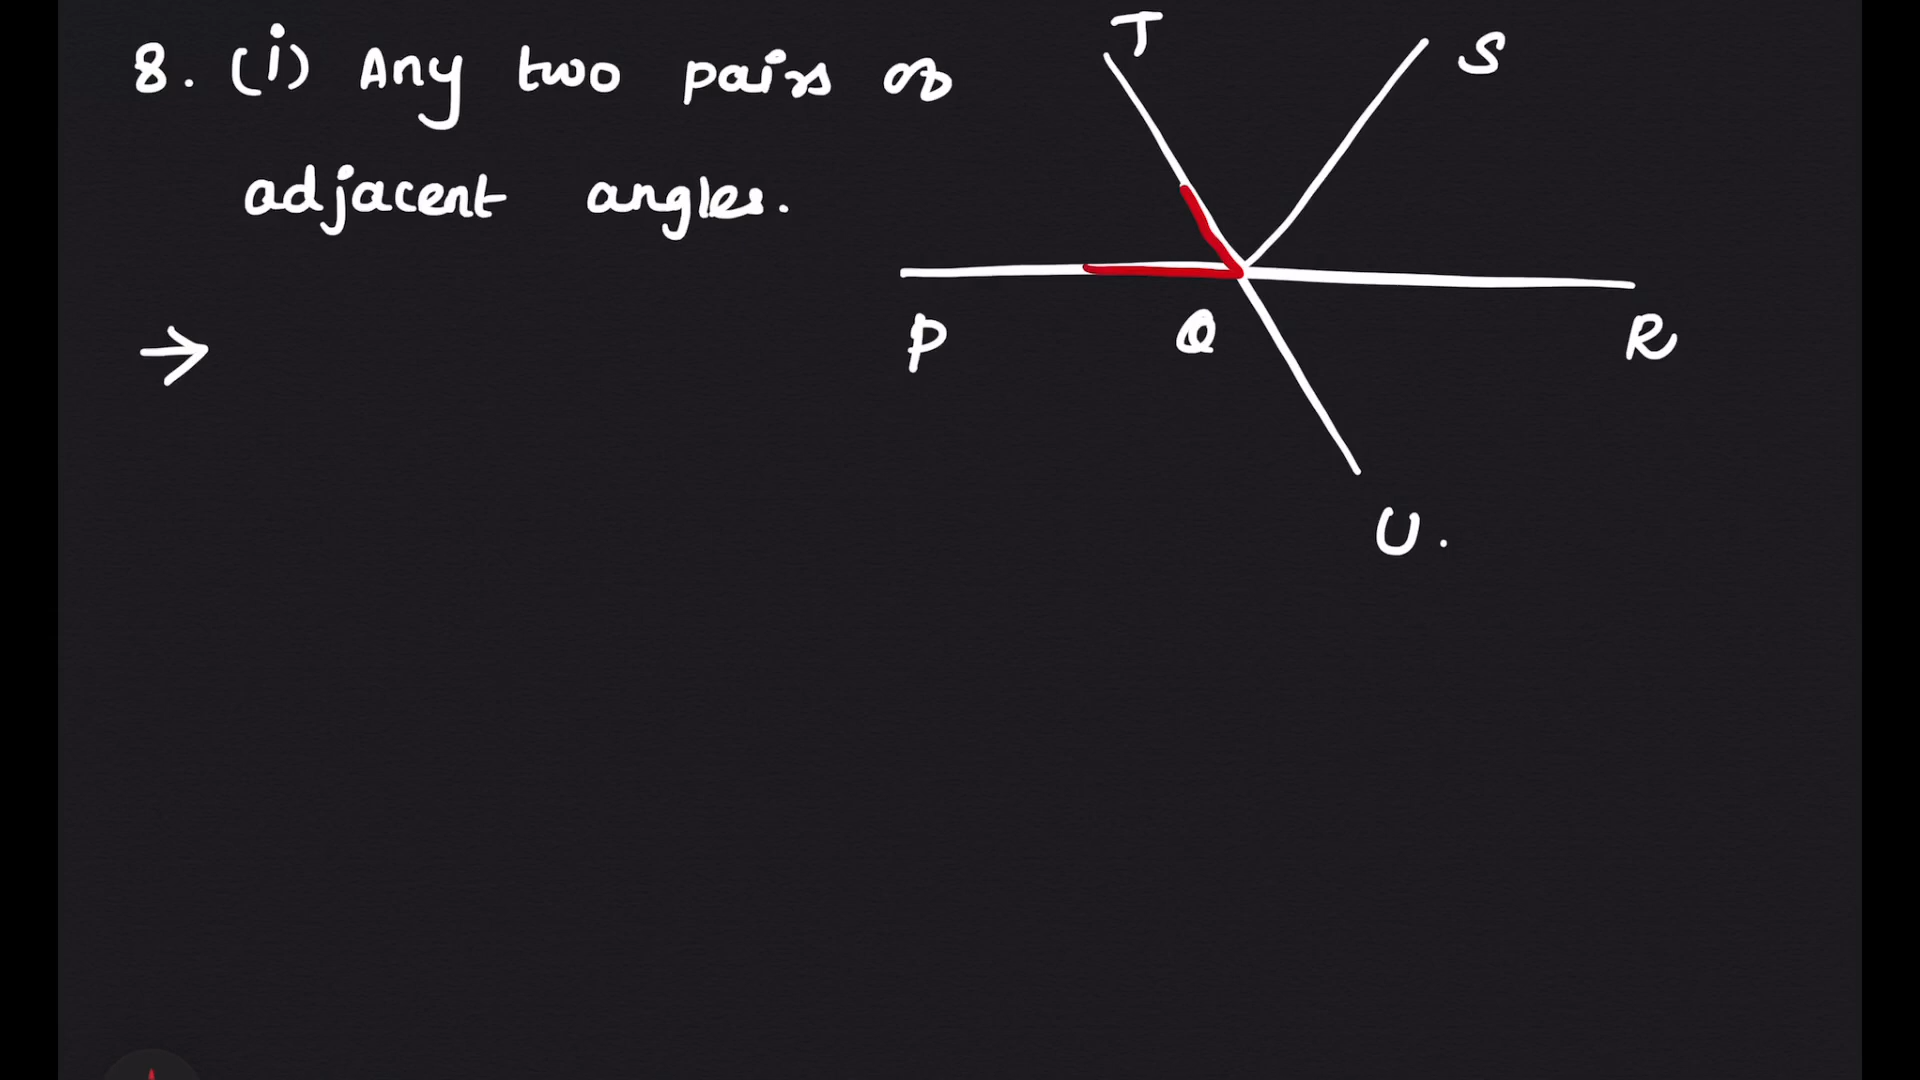 8. (i) Any two pairs of
adjacent angles.
→
T
S
P
Q
R
U.